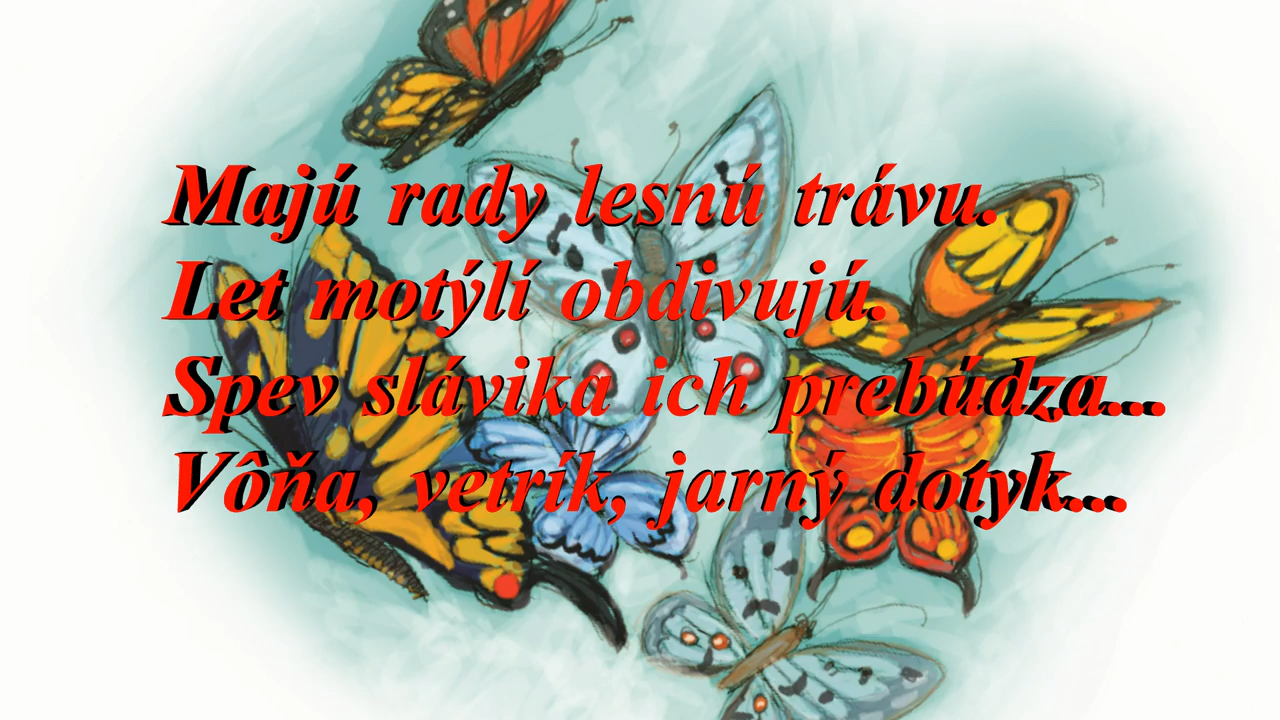 Majú rady lesnú trávu.
Let motýlí obdivujú.
Spev slávika ich prebúdza...
Vôňa, vetrík, jarný dotyk...